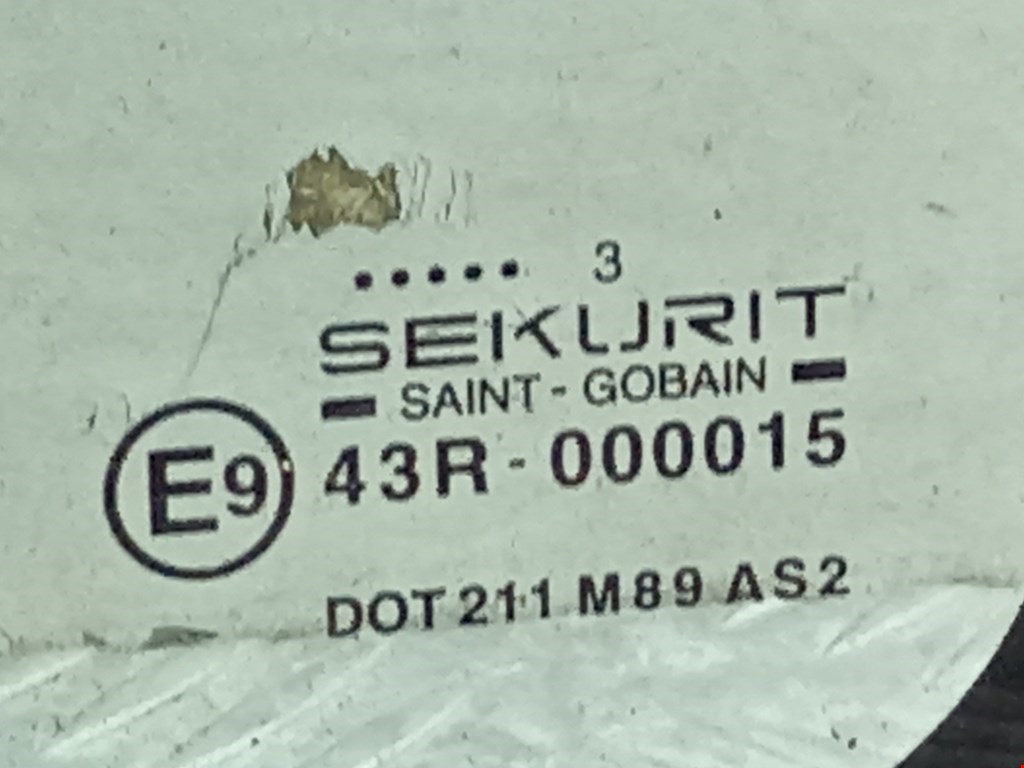 ..... 3
SEKURIT
SAINT-GOBAIN
E9 43R-000015
DOT 211 M89 AS2